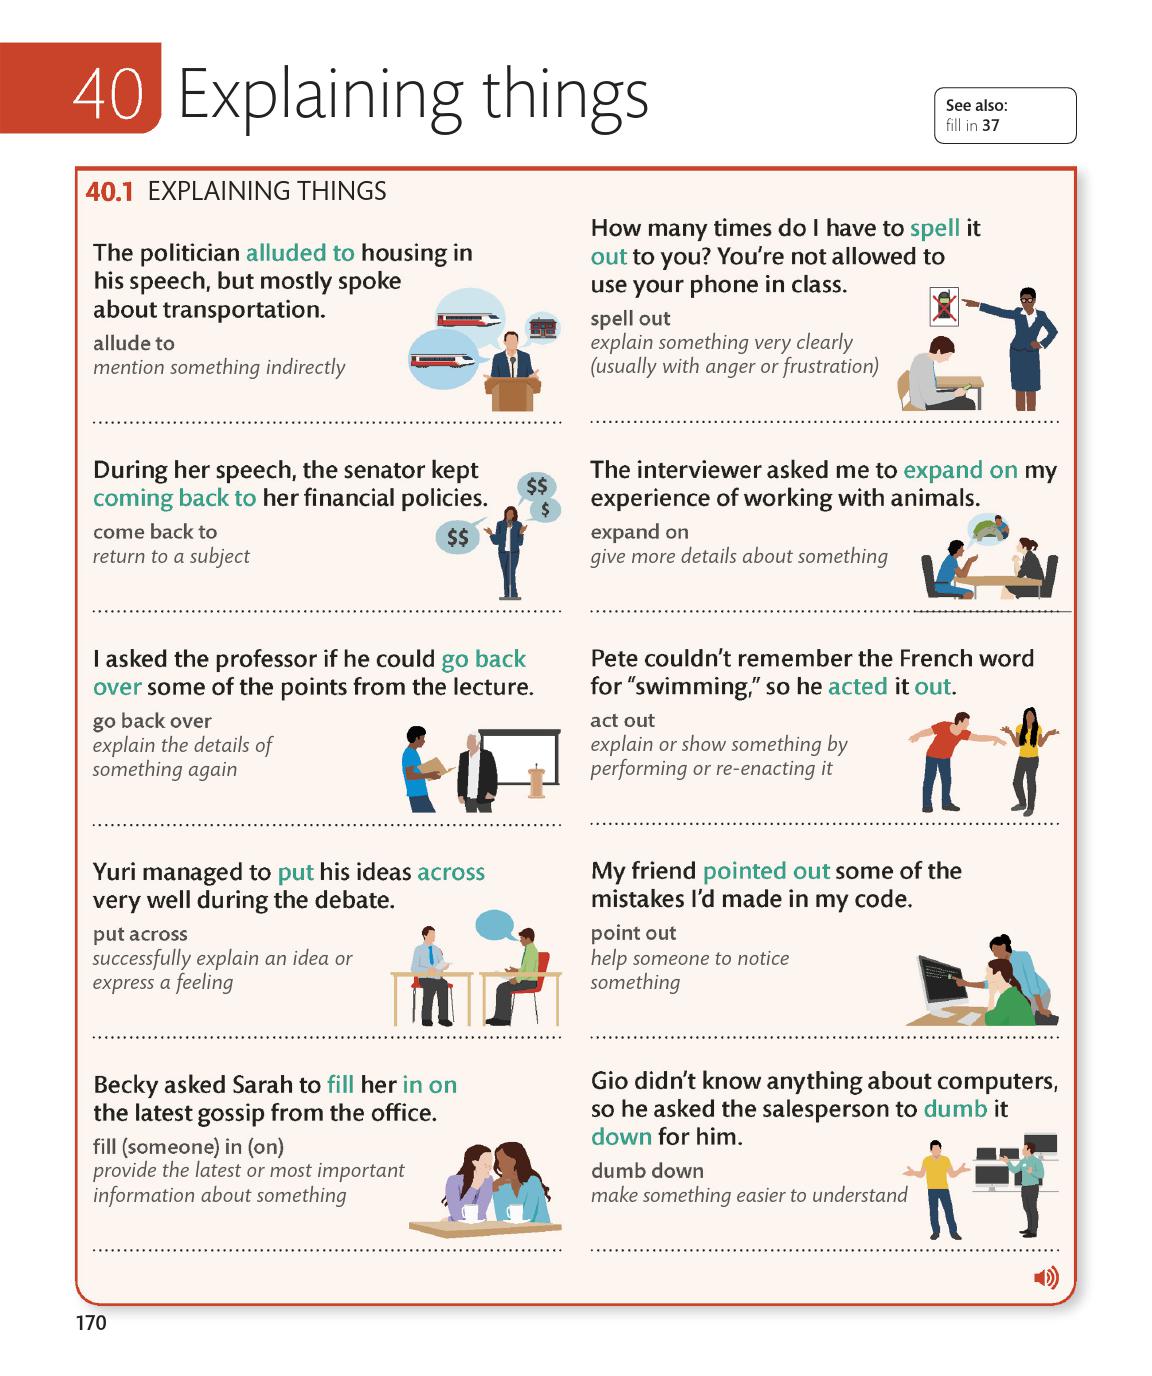 40 Explaining things
See also:
fill in 37
40.1 EXPLAINING THINGS
The politician alluded to housing in
his speech, but mostly spoke
about transportation.
allude to
mention something indirectly
During her speech, the senator kept
coming back to her financial policies.
$$
$
$$
come back to
return to a subject
I asked the professor if he could go back
over some of the points from the lecture.
go back over
explain the details of
something again
Yuri managed to put his ideas across
very well during the debate.
put across
successfully explain an idea or
express a feeling
Becky asked Sarah to fill her in on
the latest gossip from the office.
fill (someone) in (on)
provide the latest or most important
information about something
How many times do I have to spell it
out to you? You’re not allowed to
use your phone in class.
spell out
explain something very clearly
(usually with anger or frustration)
The interviewer asked me to expand on my
experience of working with animals.
expand on
give more details about something
Pete couldn’t remember the French word
for “swimming,” so he acted it out.
act out
explain or show something by
performing or re-enacting it
My friend pointed out some of the
mistakes I’d made in my code.
point out
help someone to notice
something
Gio didn’t know anything about computers,
so he asked the salesperson to dumb it
down for him.
dumb down
make something easier to understand
170